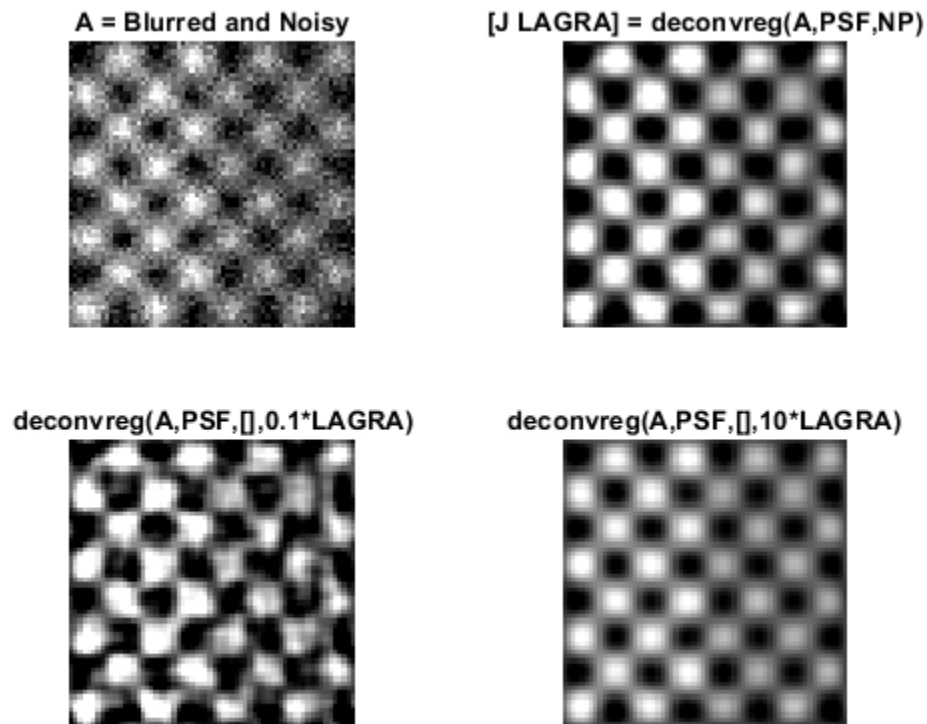 A = Blurred and Noisy
[J LAGRA] = deconvreg(A,PSF,NP)
deconvreg(A,PSF,[],0.1*LAGRA)
deconvreg(A,PSF,[],10*LAGRA)